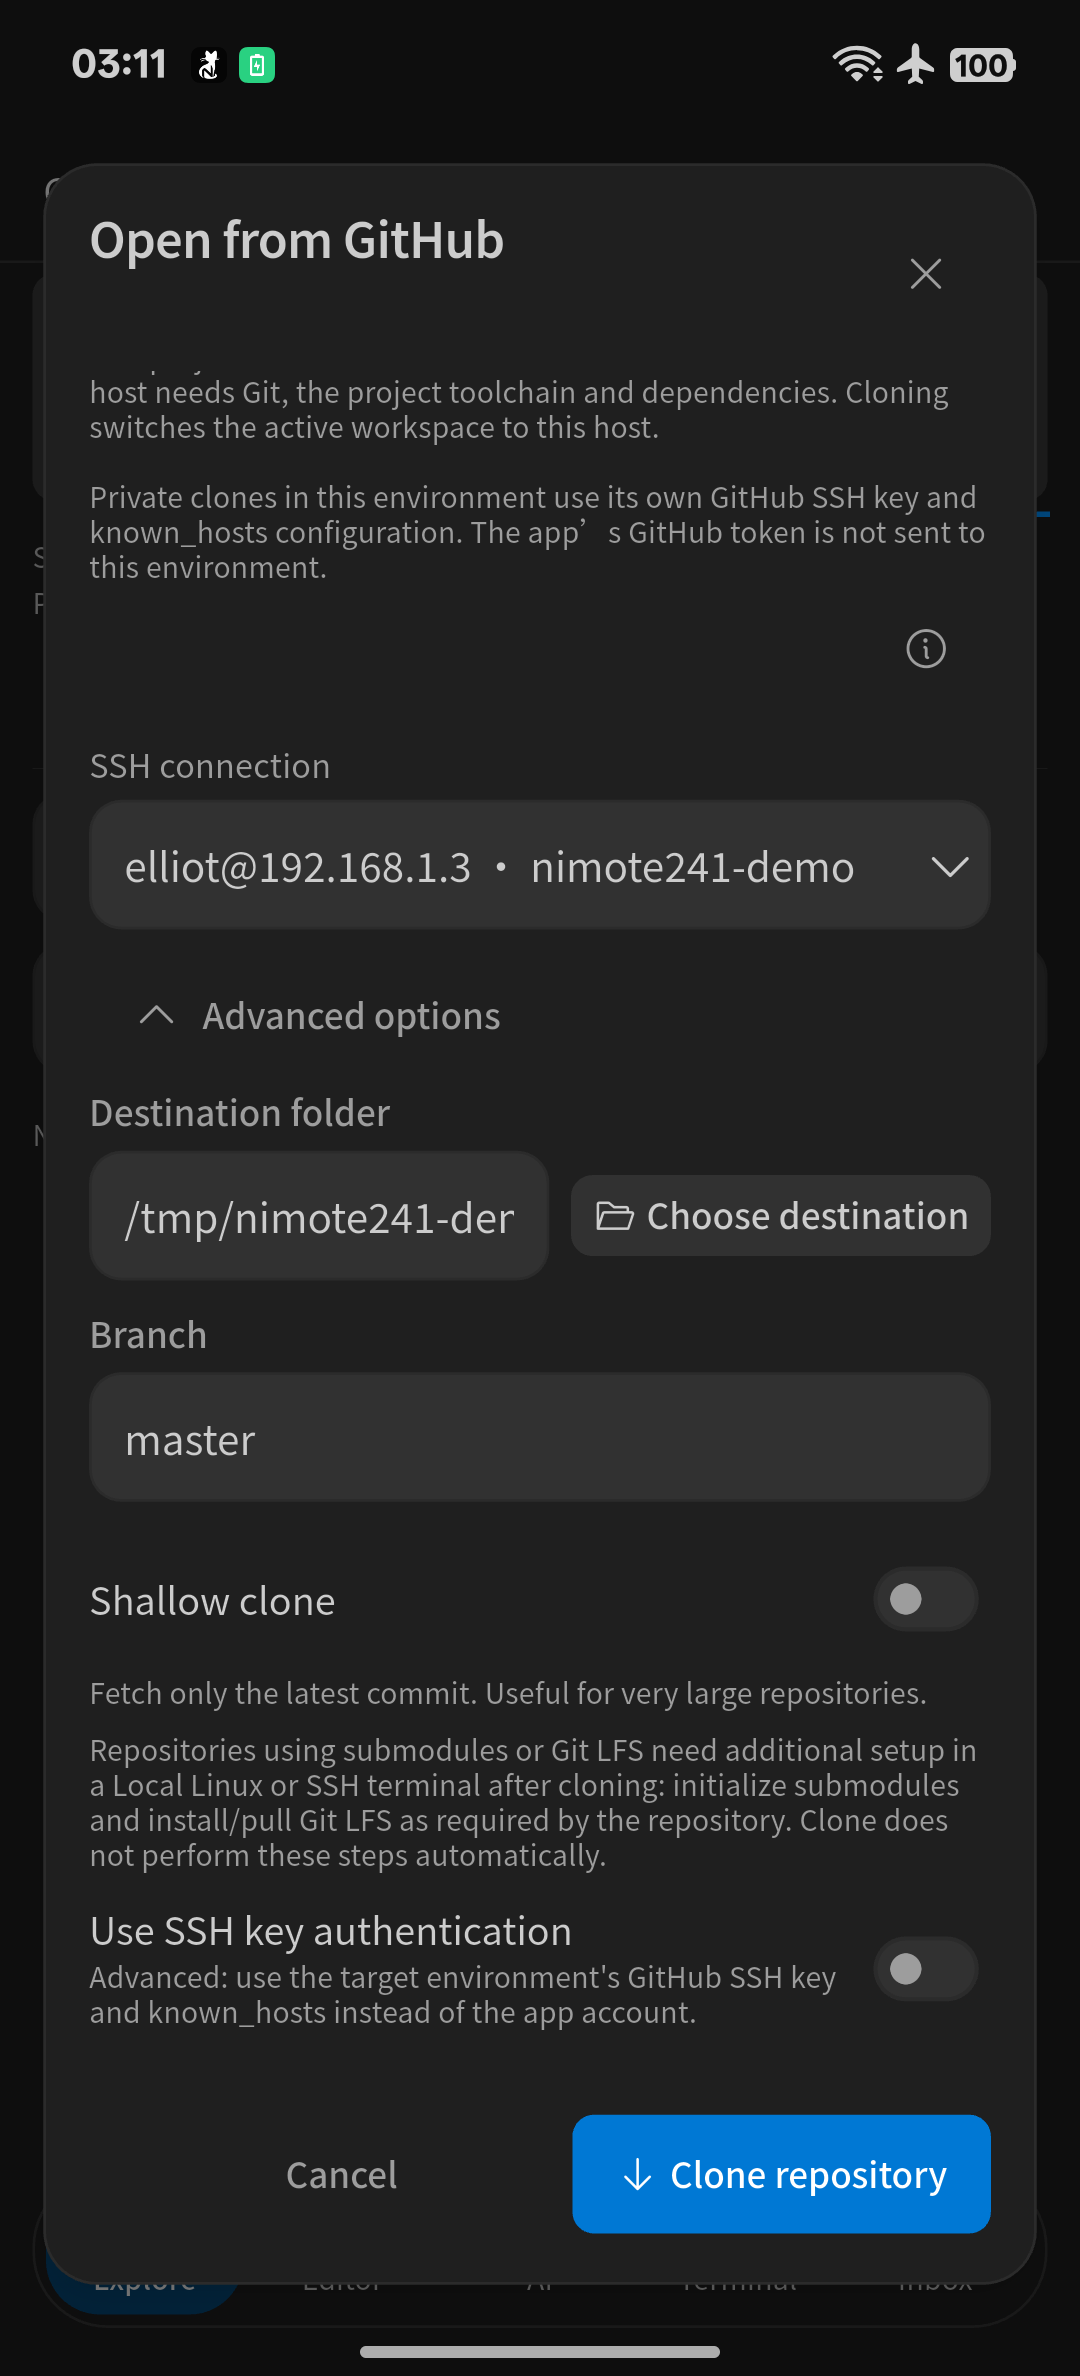 03:11
100
Open from GitHub
host needs Git, the project toolchain and dependencies. Cloning
switches the active workspace to this host.
Private clones in this environment use its own GitHub SSH key and
known_hosts configuration. The app’s GitHub token is not sent to
this environment.
SSH connection
elliot@192.168.1.3 • nimote241-demo
Advanced options
Destination folder
/tmp/nimote241-der
Choose destination
Branch
master
Shallow clone
Fetch only the latest commit. Useful for very large repositories.
Repositories using submodules or Git LFS need additional setup in
a Local Linux or SSH terminal after cloning: initialize submodules
and install/pull Git LFS as required by the repository. Clone does
not perform these steps automatically.
Use SSH key authentication
Advanced: use the target environment's GitHub SSH key
and known_hosts instead of the app account.
Cancel
Clone repository
Explore
Editor
AI
Terminal
Inbox